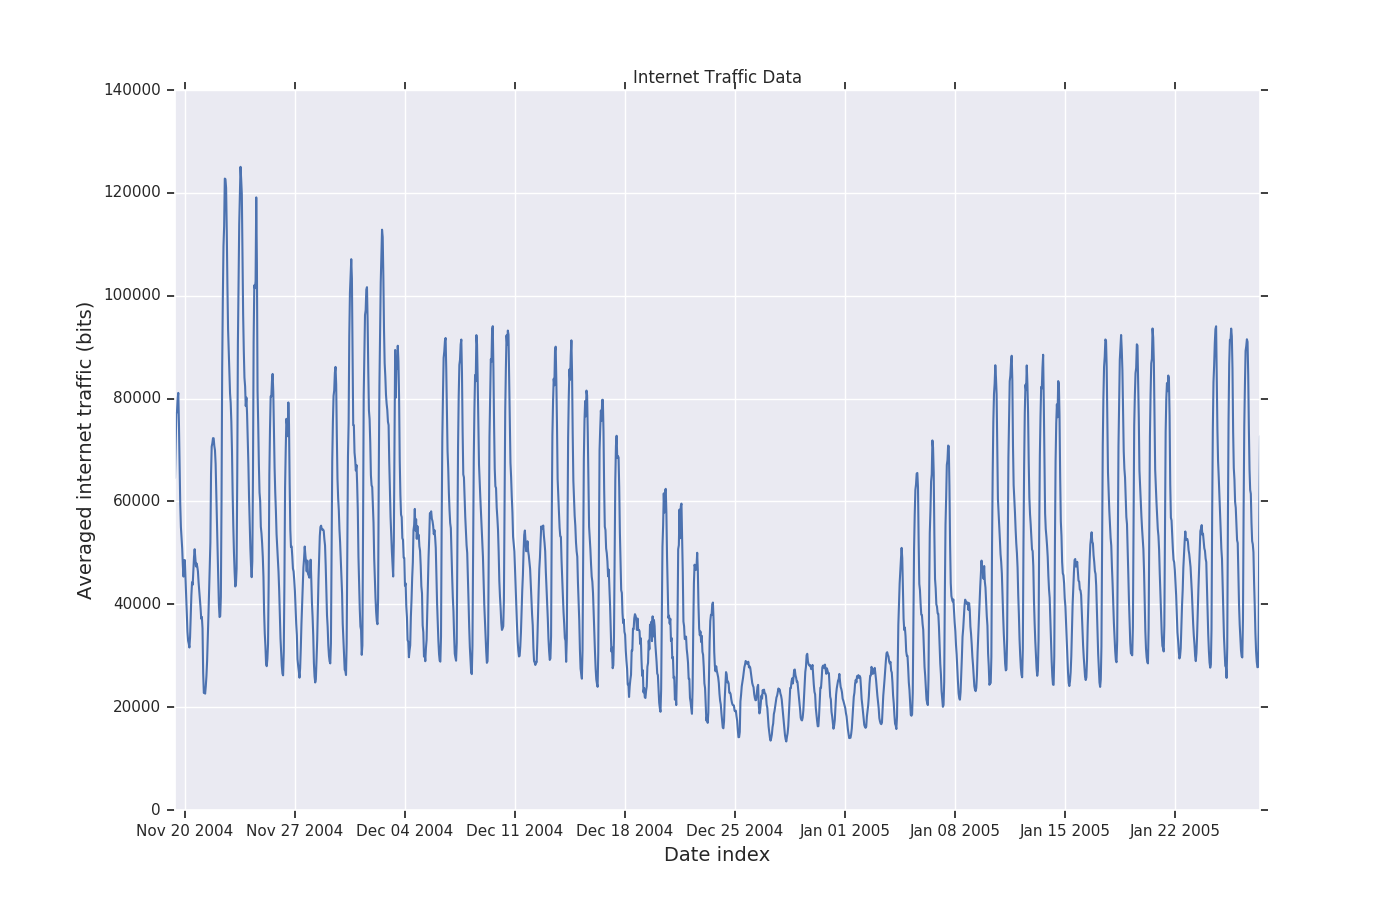 Internet Traffic Data
140000
120000
100000
80000
60000
40000
20000
0
Averaged internet traffic (bits)
Nov 20 2004 Nov 27 2004 Dec 04 2004 Dec 11 2004 Dec 18 2004 Dec 25 2004 Jan 01 2005 Jan 08 2005 Jan 15 2005 Jan 22 2005
Date index